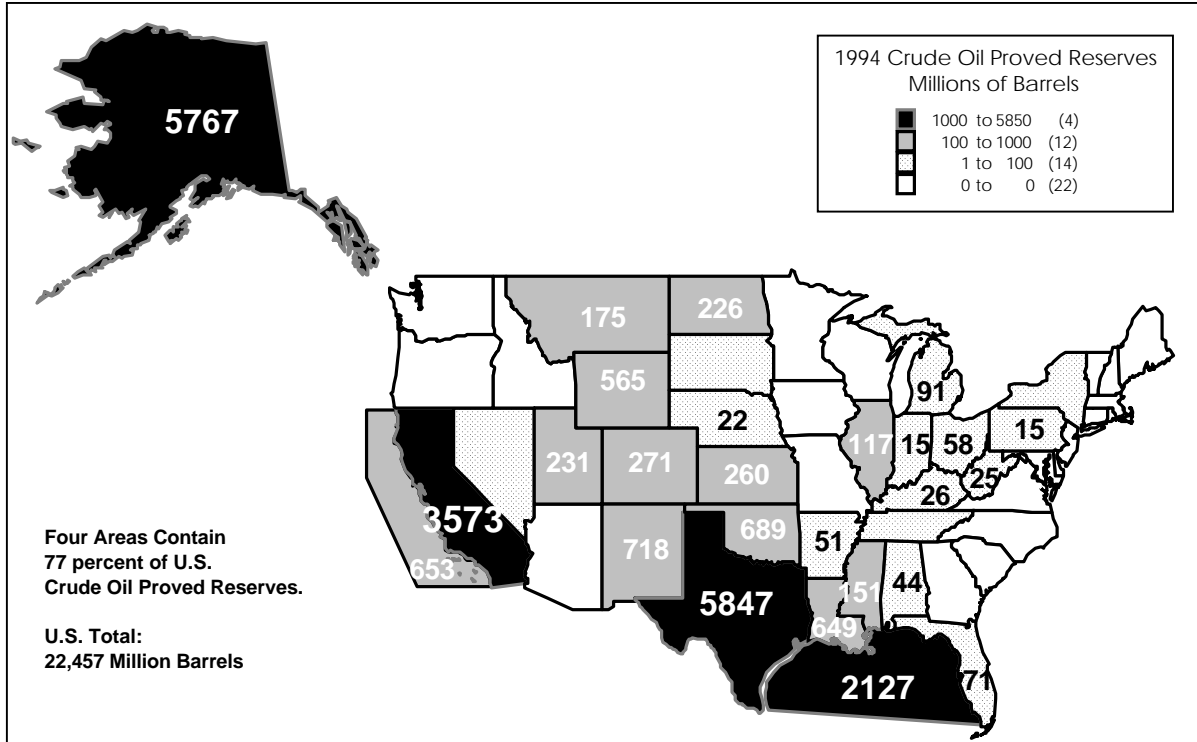 1994 Crude Oil Proved Reserves
Millions of Barrels
1000 to 5850 (4)
100 to 1000 (12)
1 to 100 (14)
0 to 0 (22)
5767
175
226
565
91
22
117
15
58
15
231
271
260
26
25
3573
653
718
689
51
151
44
5847
649
2127
71
Four Areas Contain
77 percent of U.S.
Crude Oil Proved Reserves.
U.S. Total:
22,457 Million Barrels